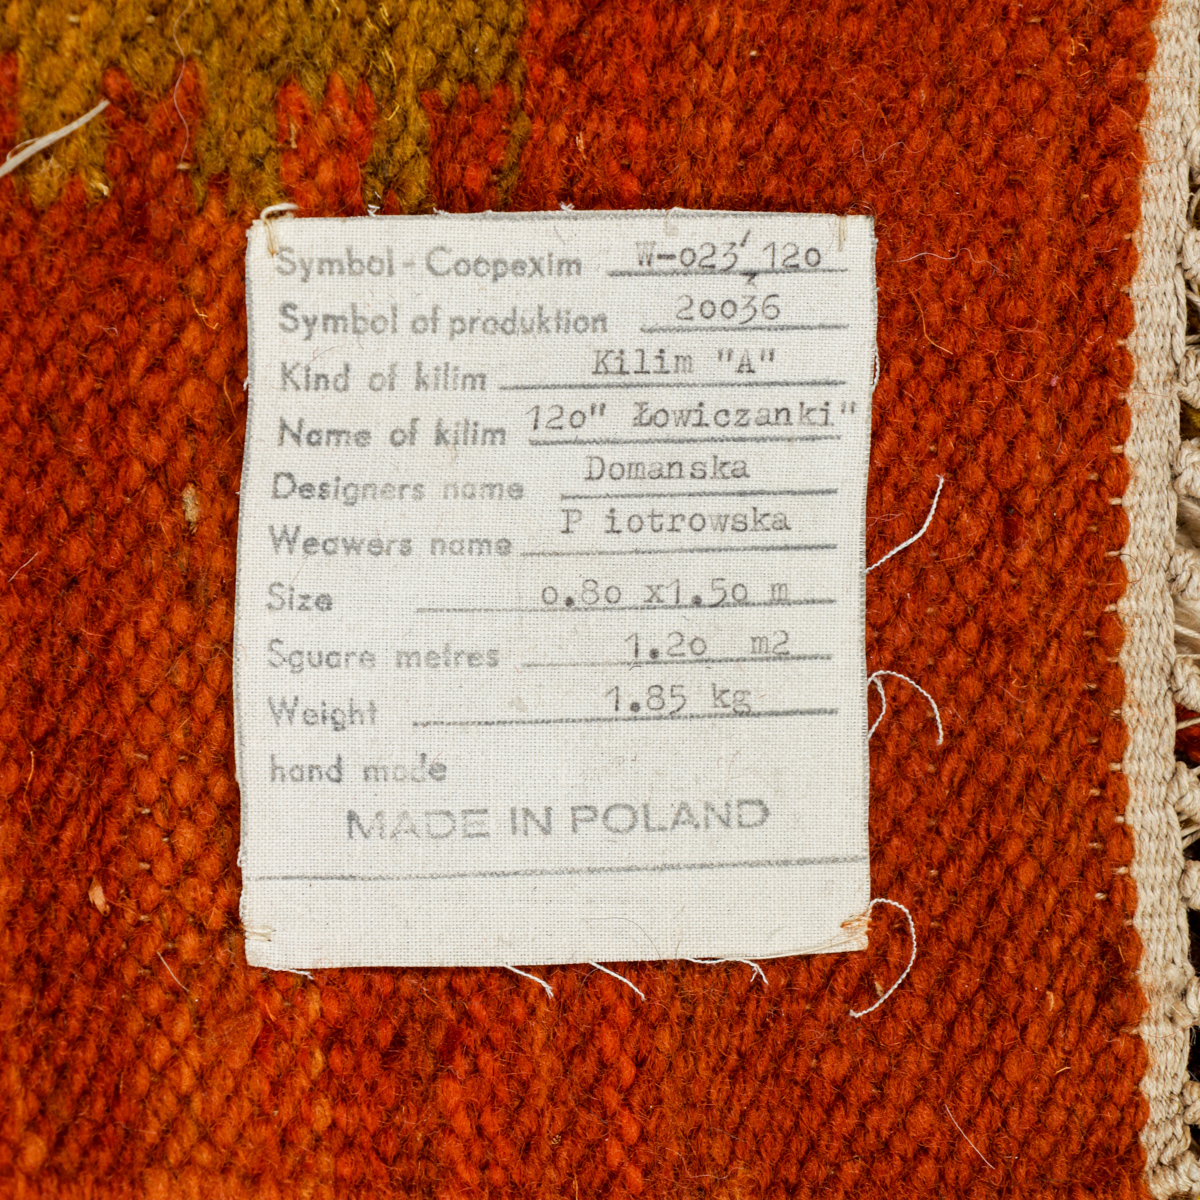 Symbol - Coopexim W-023/120
Symbol of produktion 20036
Kind of kilim Kilim "A"
Name of kilim 120" Łowiczanki"
Designers name Domanska
Weawers name P iotrowska
Size 0.80 x1.50 m
Sguare metres 1.20 m2
Weight 1.85 kg
hand made
MADE IN POLAND